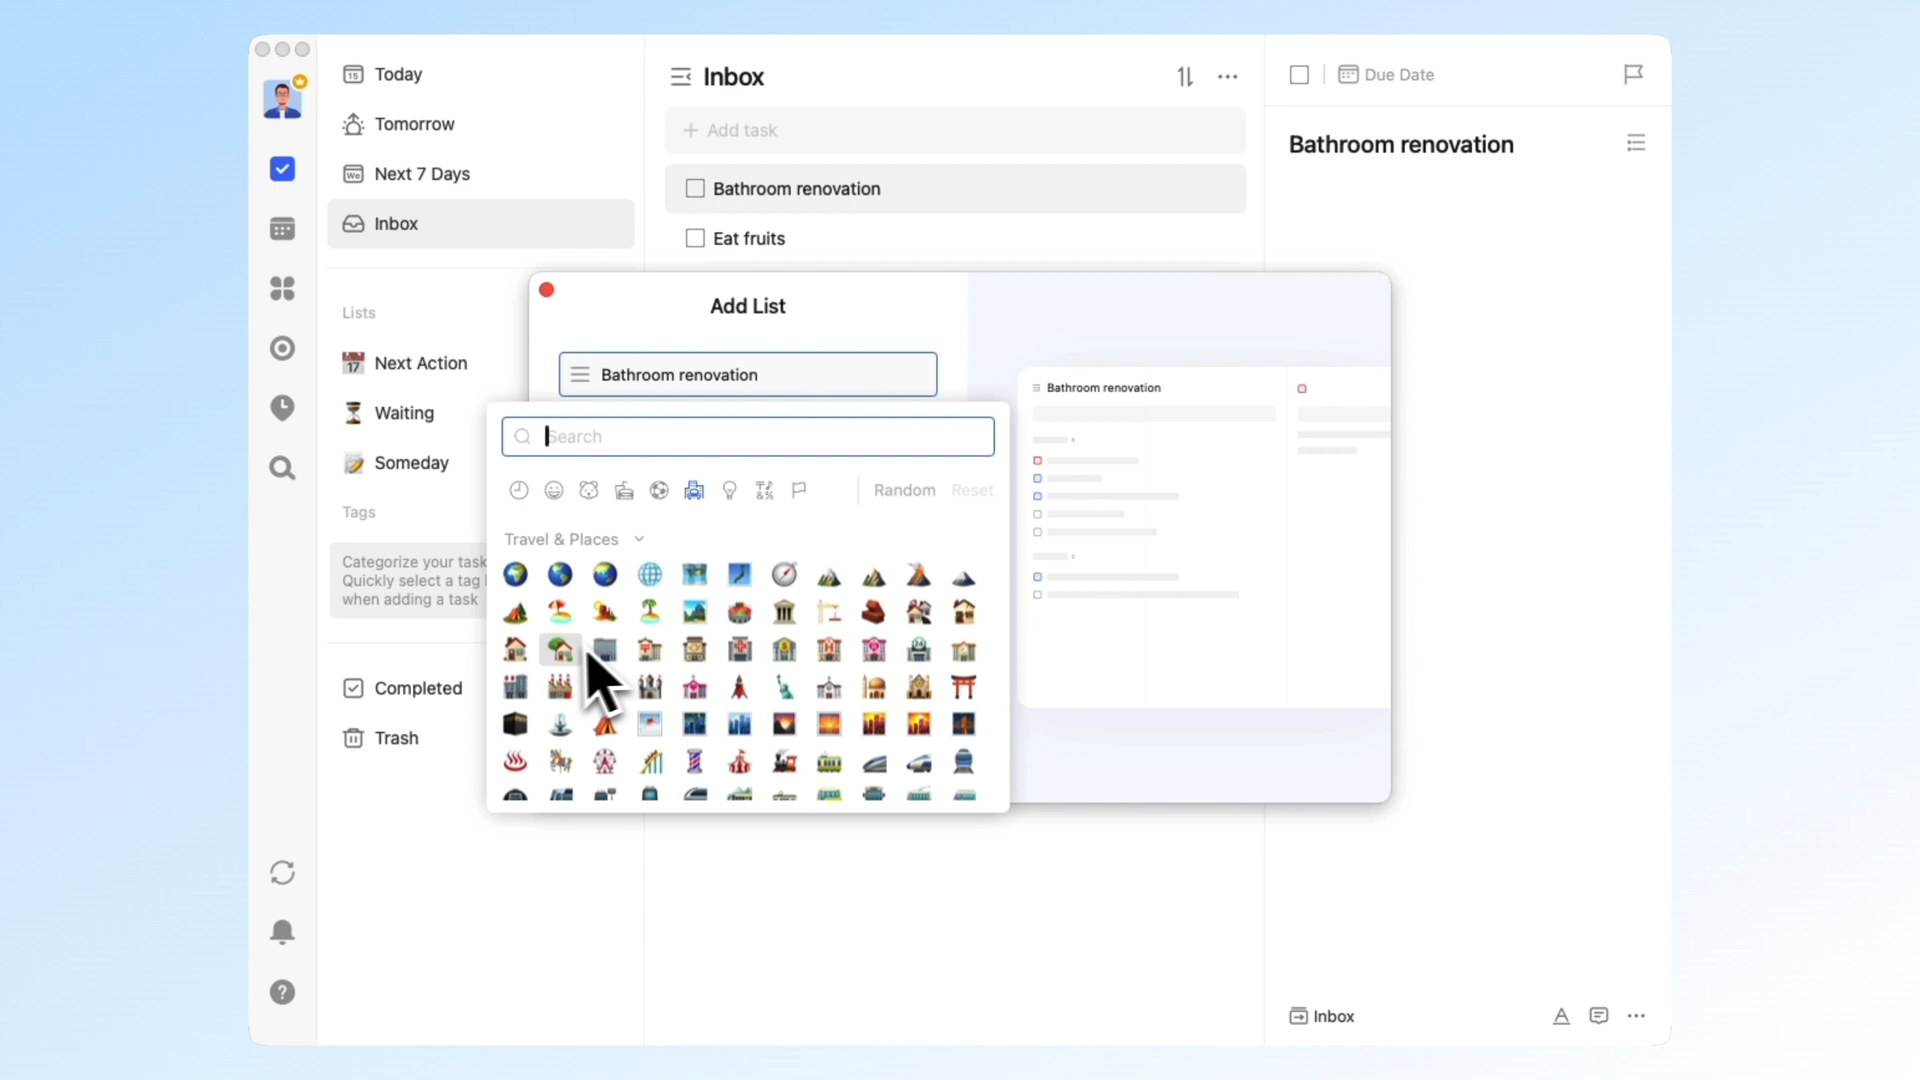 Today
Tomorrow
Next 7 Days
Inbox
Lists
Next Action
Waiting
Someday
Tags
Categorize your task
Quickly select a tag
when adding a task
Completed
Trash
Inbox
Add task
Bathroom renovation
Eat fruits
Due Date
Bathroom renovation
Add List
Bathroom renovation
Search
Random
Reset
Travel & Places
Bathroom renovation
Inbox